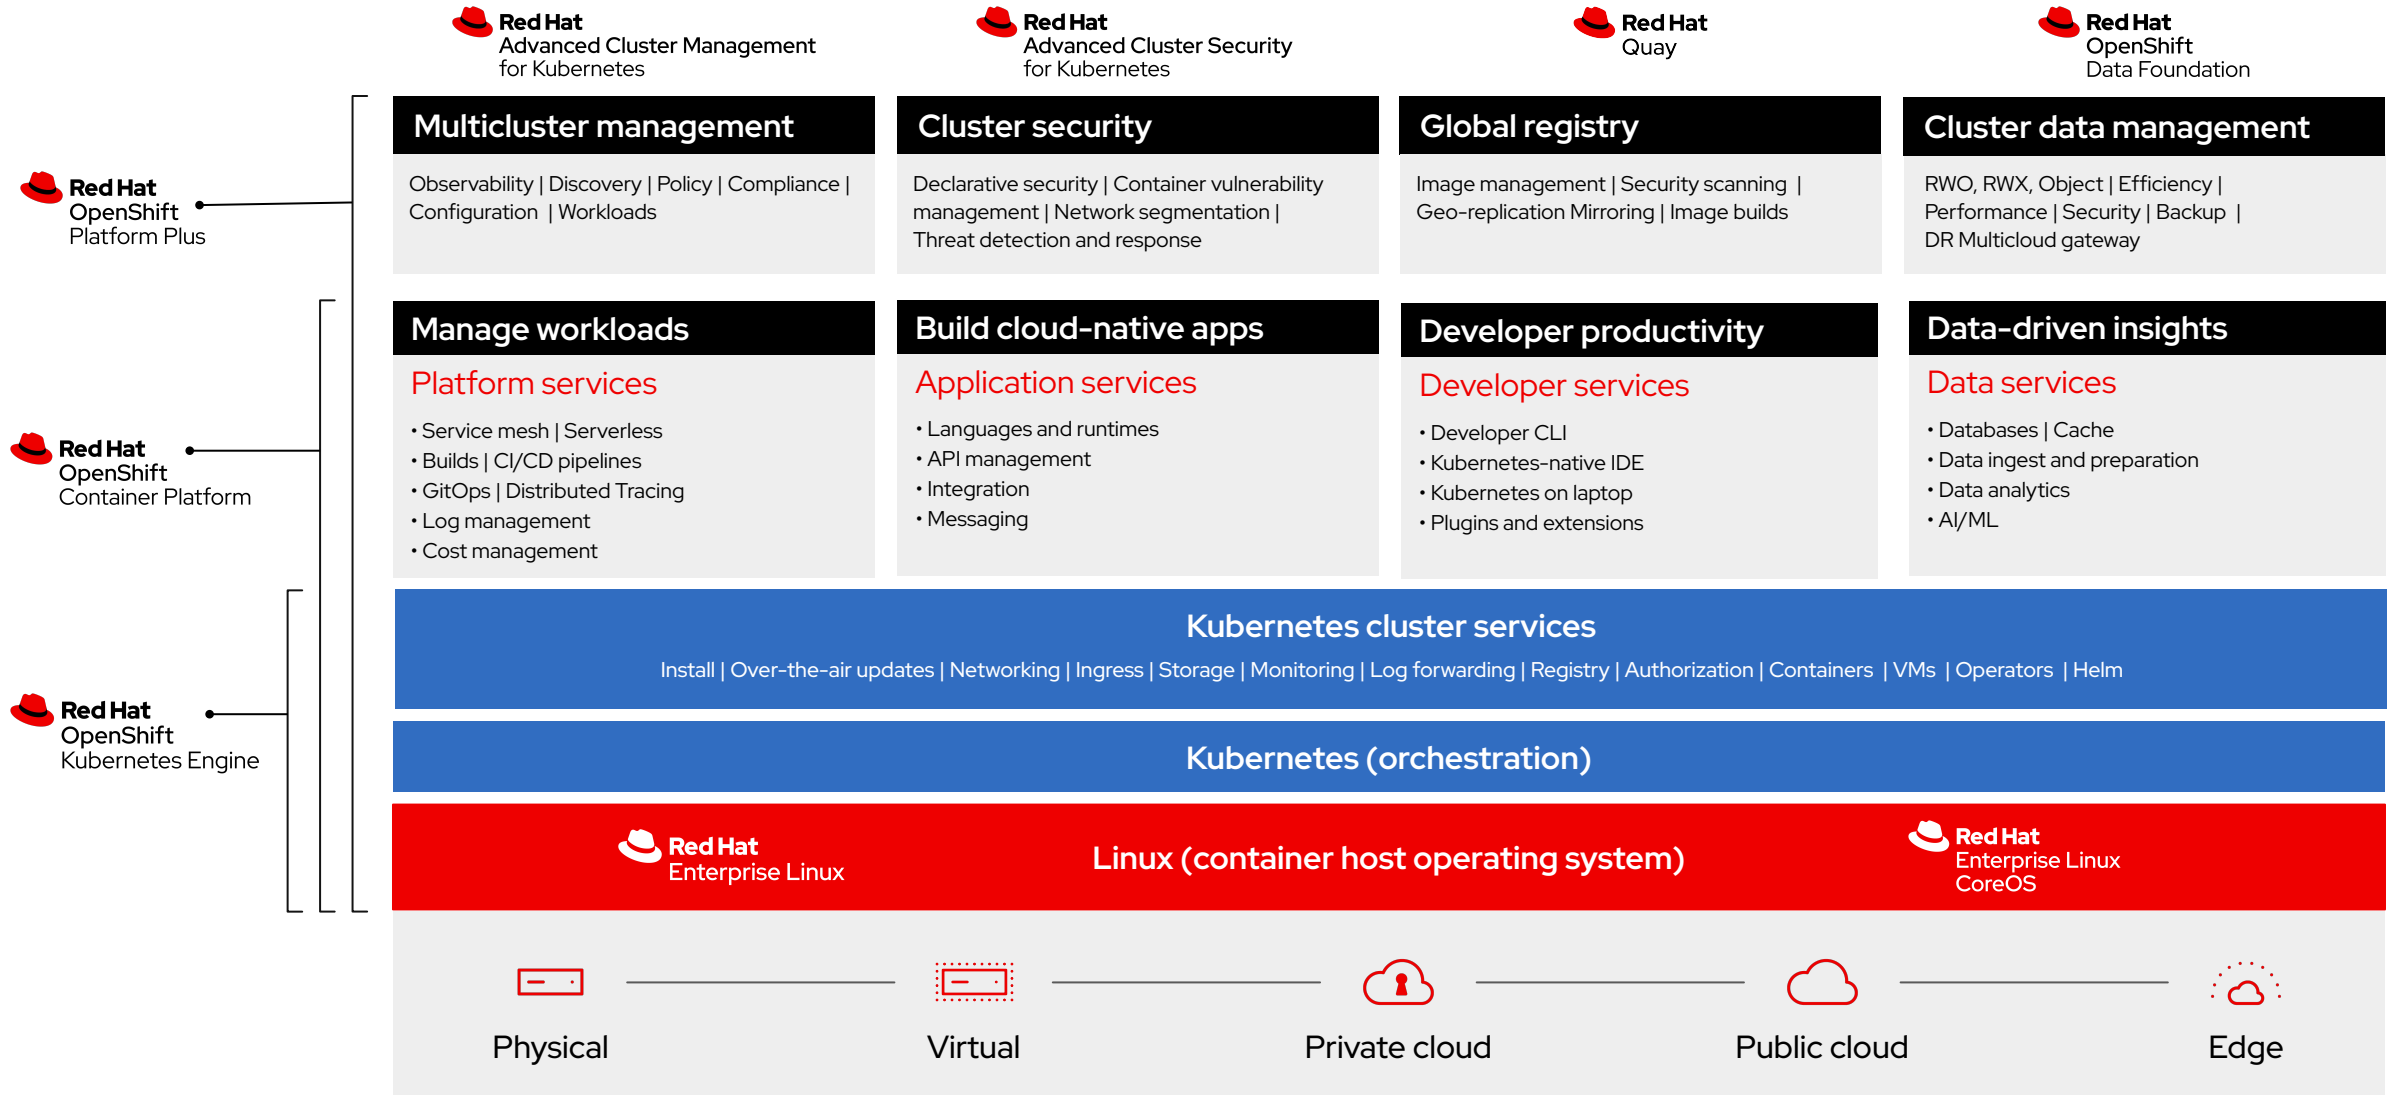 Red Hat
Advanced Cluster Management
for Kubernetes
Red Hat
Advanced Cluster Security
for Kubernetes
Red Hat
Quay
Red Hat
OpenShift
Data Foundation
Red Hat
OpenShift
Platform Plus
Multicluster management
Observability | Discovery | Policy | Compliance |
Configuration | Workloads
Cluster security
Declarative security | Container vulnerability
management | Network segmentation |
Threat detection and response
Global registry
Image management | Security scanning |
Geo-replication Mirroring | Image builds
Cluster data management
RWO, RWX, Object | Efficiency |
Performance | Security | Backup |
DR Multicloud gateway
Red Hat
OpenShift
Container Platform
Manage workloads
Platform services
• Service mesh | Serverless
• Builds | CI/CD pipelines
• GitOps | Distributed Tracing
• Log management
• Cost management
Build cloud-native apps
Application services
• Languages and runtimes
• API management
• Integration
• Messaging
Developer productivity
Developer services
• Developer CLI
• Kubernetes-native IDE
• Kubernetes on laptop
• Plugins and extensions
Data-driven insights
Data services
• Databases | Cache
• Data ingest and preparation
• Data analytics
• AI/ML
Red Hat
OpenShift
Kubernetes Engine
Kubernetes cluster services
Install | Over-the-air updates | Networking | Ingress | Storage | Monitoring | Log forwarding | Registry | Authorization | Containers | VMs | Operators | Helm
Kubernetes (orchestration)
Red Hat
Enterprise Linux
Linux (container host operating system)
Red Hat
Enterprise Linux
CoreOS
Physical
Virtual
Private cloud
Public cloud
Edge